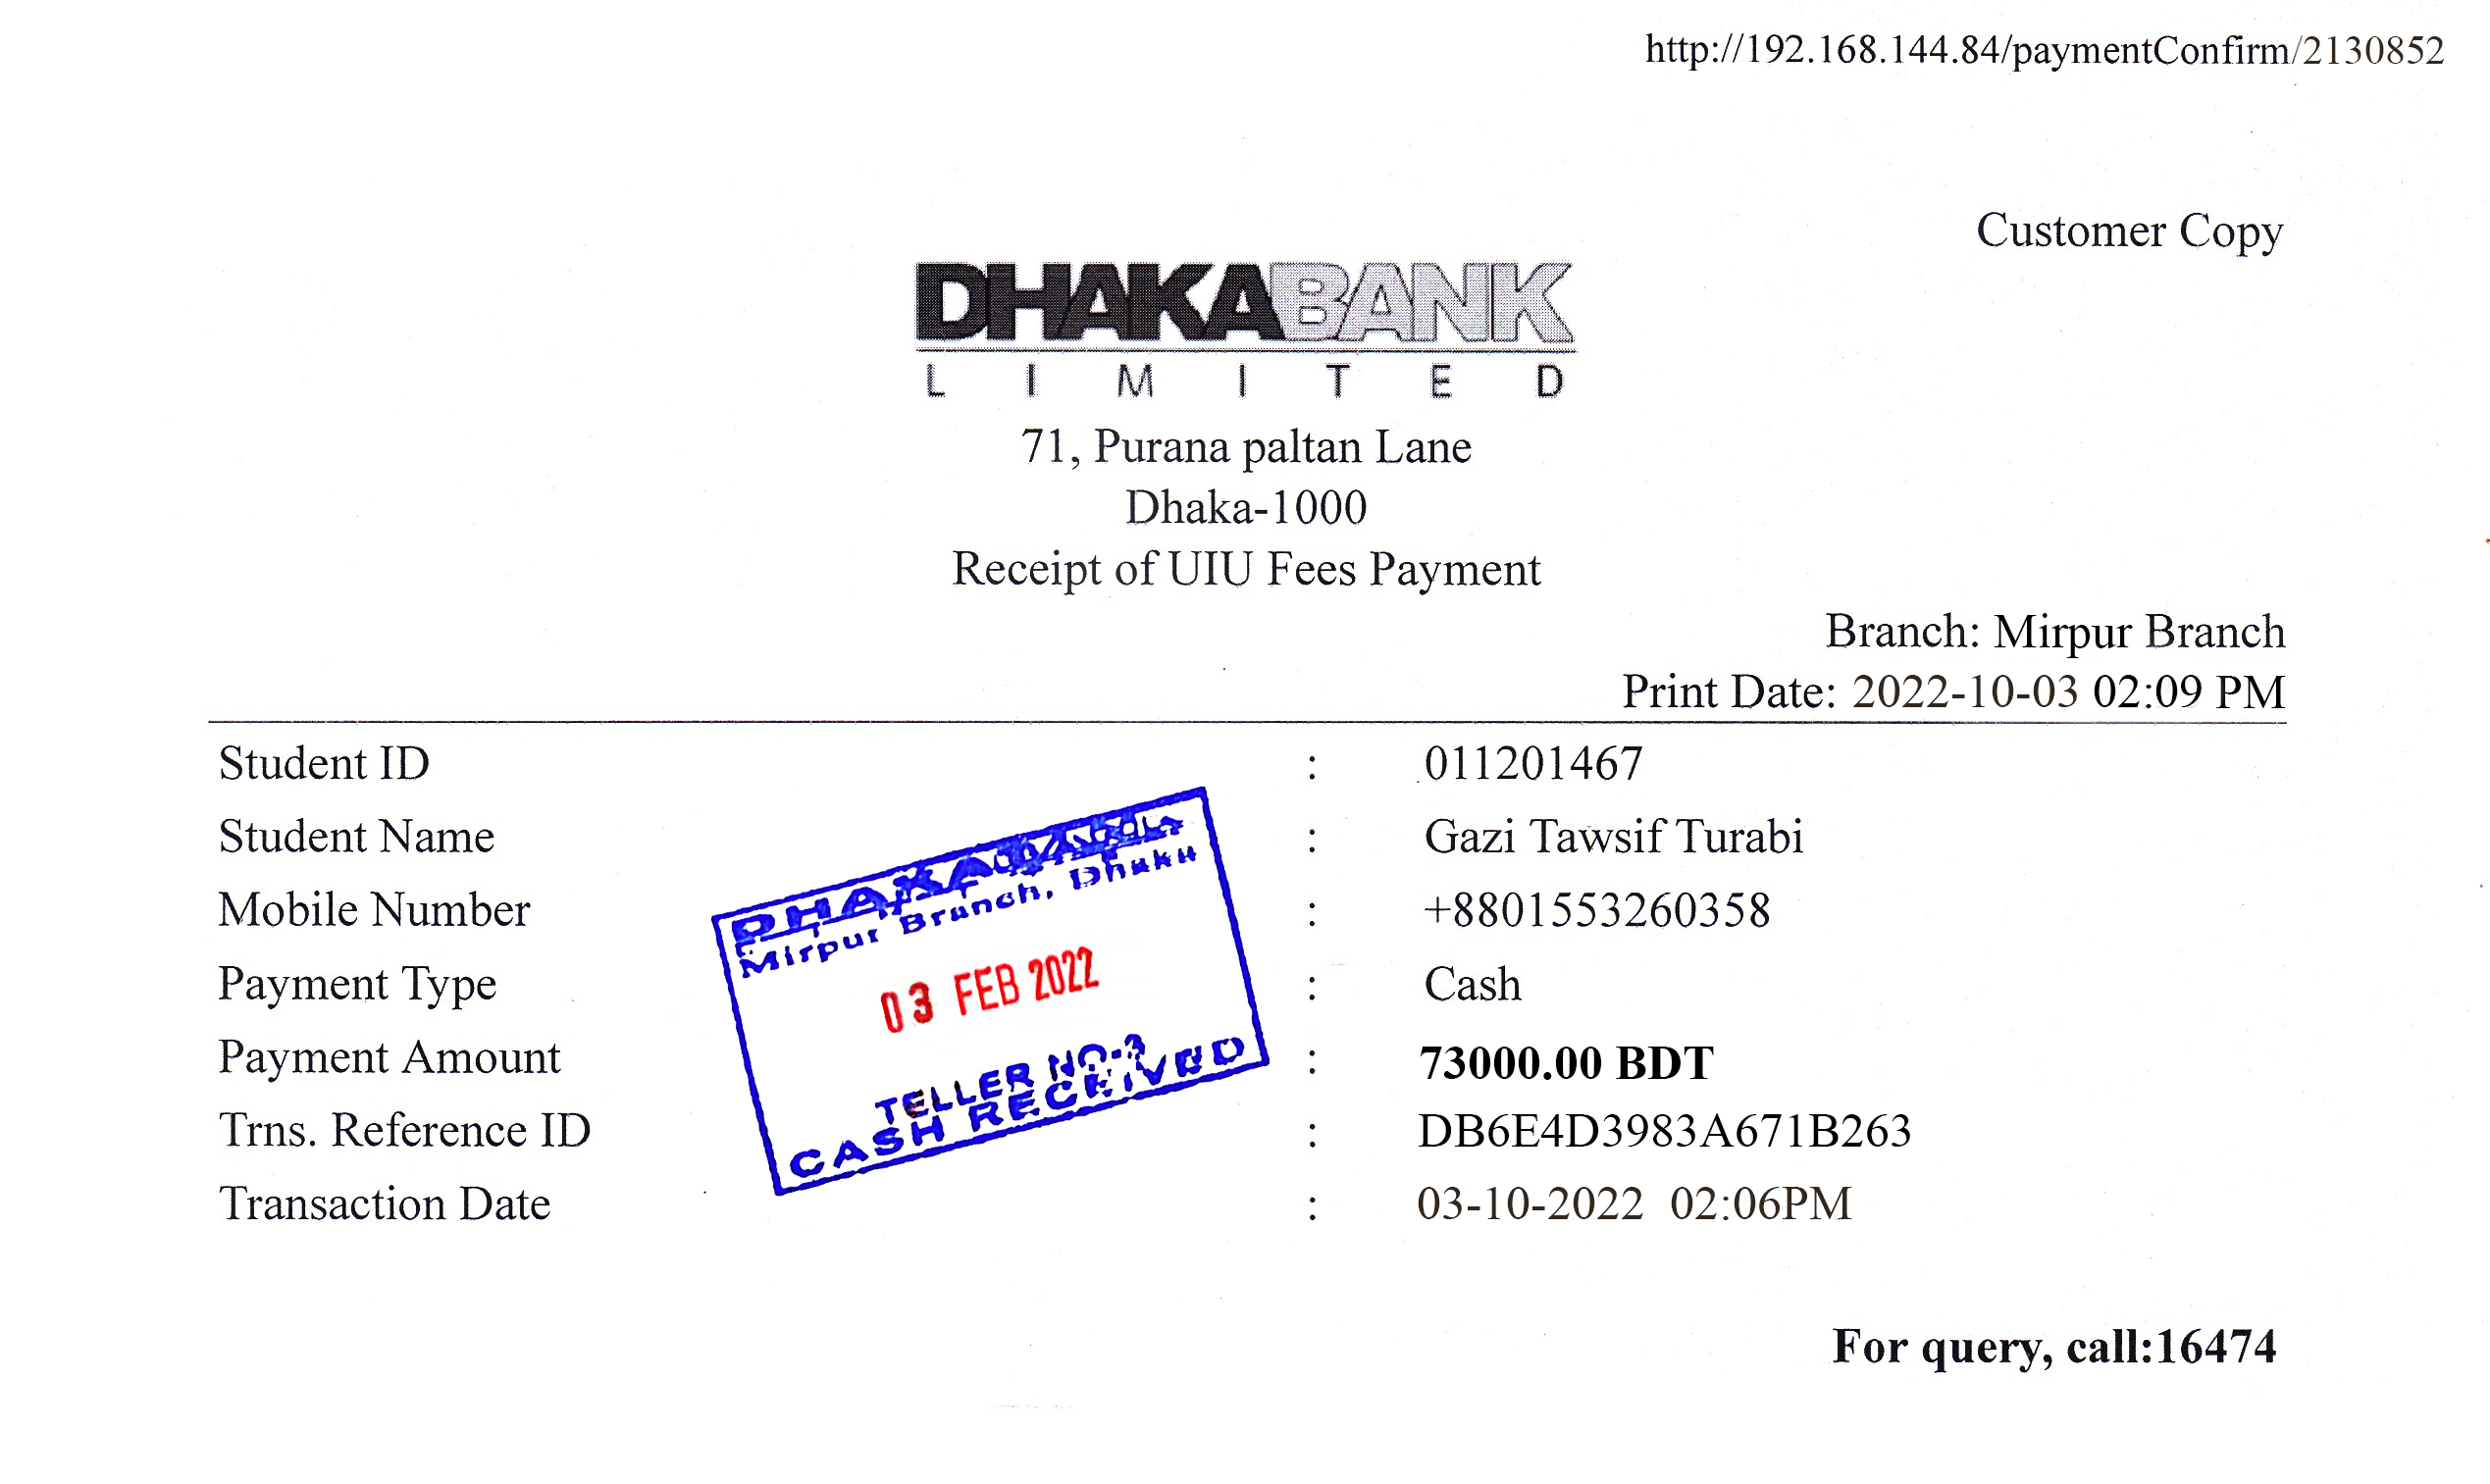 http://192.168.144.84/paymentConfirm/2130852
Customer Copy
DHAKABANK
LIMITED
71, Purana paltan Lane
Dhaka-1000
Receipt of UIU Fees Payment
Branch: Mirpur Branch
Print Date: 2022-10-03 02:09 PM
Student ID : 011201467
Student Name : Gazi Tawsif Turabi
Mobile Number : +8801553260358
Payment Type : Cash
Payment Amount : 73000.00 BDT
Trns. Reference ID : DB6E4D3983A671B263
Transaction Date : 03-10-2022 02:06PM
DHAKA
Mirpur Branch, Dhaka
03 FEB 2022
TELLER NO-3
CASH RECEIVED
For query, call:16474